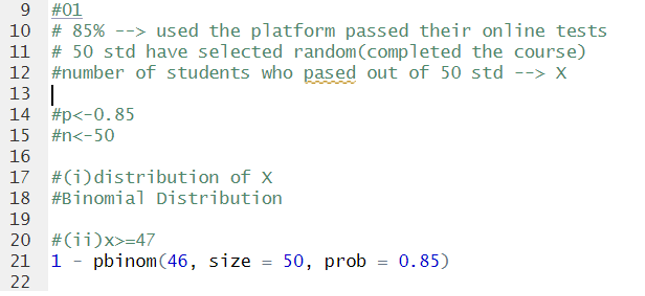 9 #01
10 # 85% --> used the platform passed their online tests
11 # 50 std have selected random(completed the course)
12 #number of students who pased out of 50 std --> X
13
14 #p<-0.85
15 #n<-50
16
17 #(i)distribution of X
18 #Binomial Distribution
19
20 #(ii)x>=47
21 1 - pbinom(46, size = 50, prob = 0.85)
22